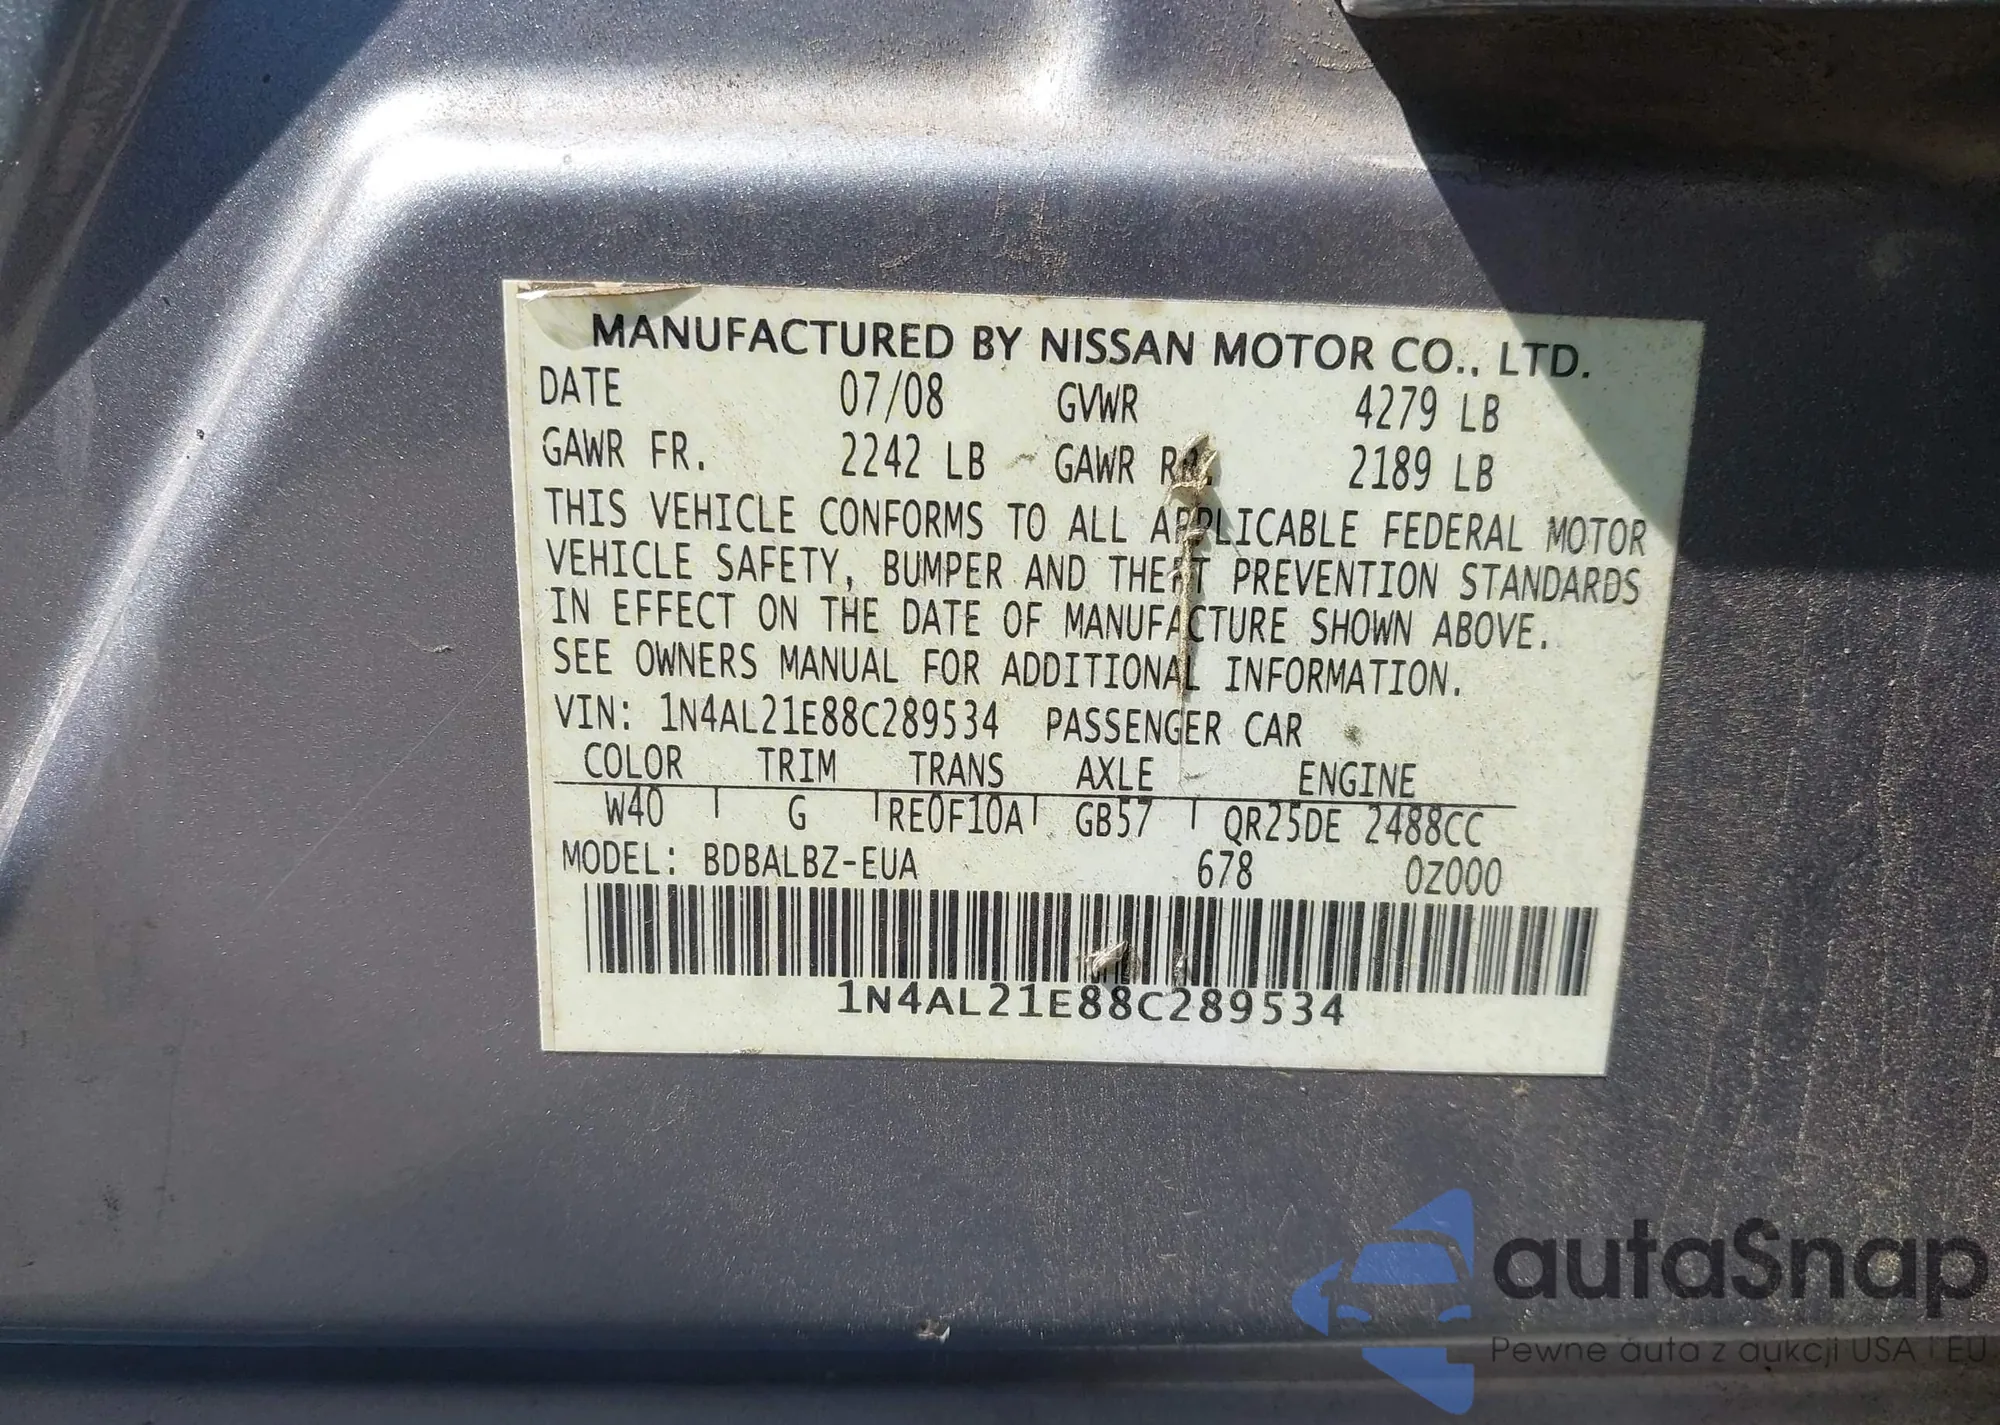 MANUFACTURED BY NISSAN MOTOR CO., LTD.
DATE 07/08 GVWR 4279 LB
GAWR FR. 2242 LB GAWR RR. 2189 LB
THIS VEHICLE CONFORMS TO ALL APPLICABLE FEDERAL MOTOR
VEHICLE SAFETY, BUMPER AND THEFT PREVENTION STANDARDS
IN EFFECT ON THE DATE OF MANUFACTURE SHOWN ABOVE.
SEE OWNERS MANUAL FOR ADDITIONAL INFORMATION.
VIN: 1N4AL21E88C289534 PASSENGER CAR
COLOR TRIM TRANS AXLE ENGINE
W40 G RE0F10A GB57 QR25DE 2488CC
MODEL: BDBALBZ-EUA 678 0Z000
1N4AL21E88C289534
autaSnap
Pewne auta z aukcji USA i EU